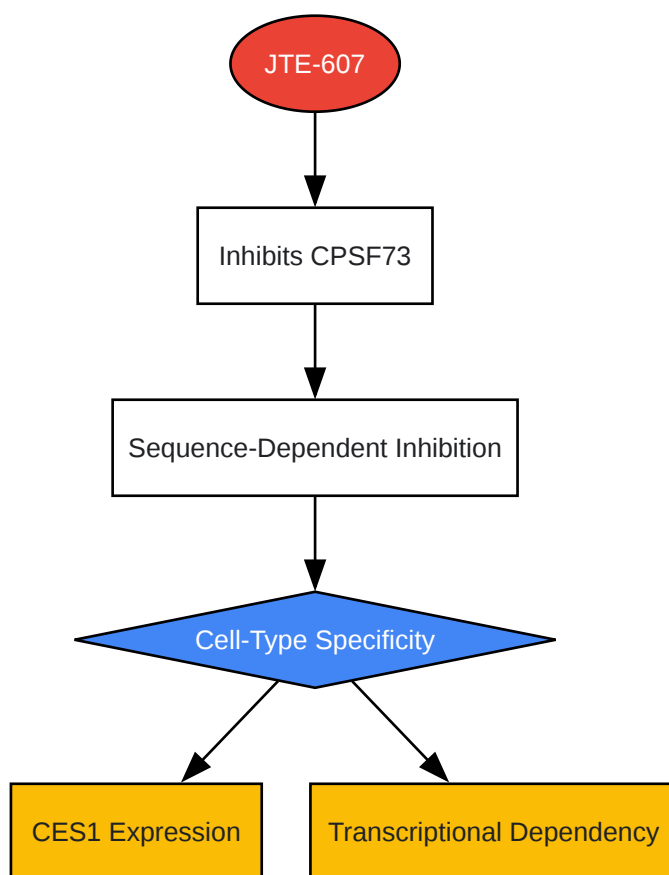 JTE-607
Inhibits CPSF73
Sequence-Dependent Inhibition
Cell-Type Specificity
CES1 Expression
Transcriptional Dependency